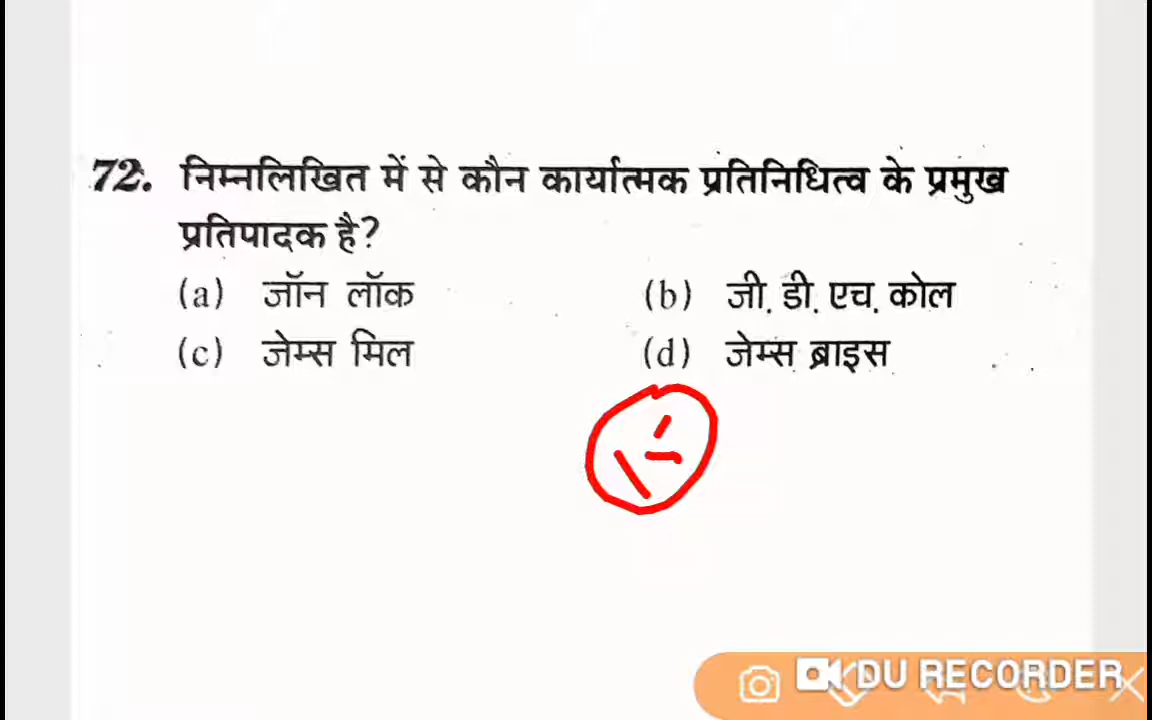 72. निम्नलिखित में से कौन कार्यात्मक प्रतिनिधित्व के प्रमुख
प्रतिपादक है?
(a) जॉन लॉक (b) जी. डी. एच. कोल
(c) जेम्स मिल (d) जेम्स ब्राइस
DU RECORDER